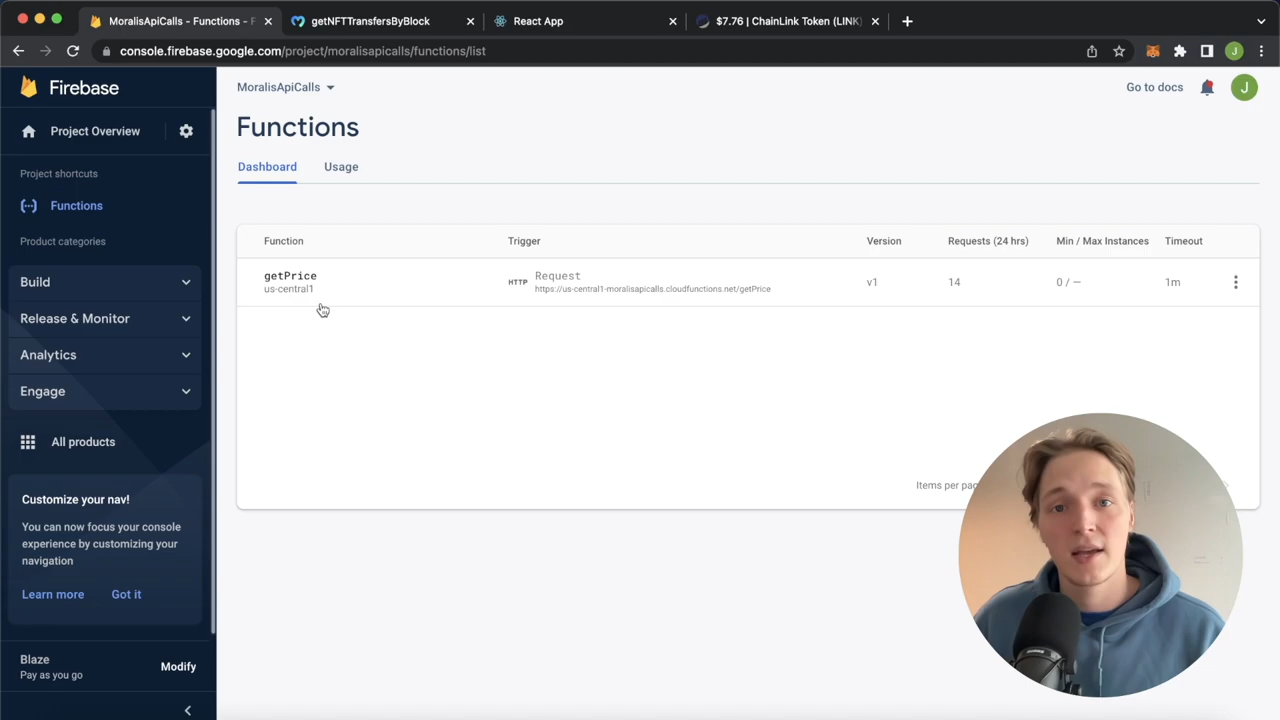 MoralisApiCalls - Functions - F
getNFTTransfersByBlock
React App
$7.76 | ChainLink Token (LINK)
console.firebase.google.com/project/moralisapicalls/functions/list
J
Firebase
Project Overview
Project shortcuts
Functions
Product categories
Build
Release & Monitor
Analytics
Engage
All products
Customize your nav!
You can now focus your console
experience by customizing your
navigation
Learn more
Got it
Blaze
Pay as you go
Modify
MoralisApiCalls
Go to docs
J
Functions
Dashboard
Usage
Function
Trigger
Version
Requests (24 hrs)
Min / Max Instances
Timeout
getPrice
us-central1
HTTP
Request
https://us-central1-moralisapicalls.cloudfunctions.net/getPrice
v1
14
0 / —
1m
Items per pag